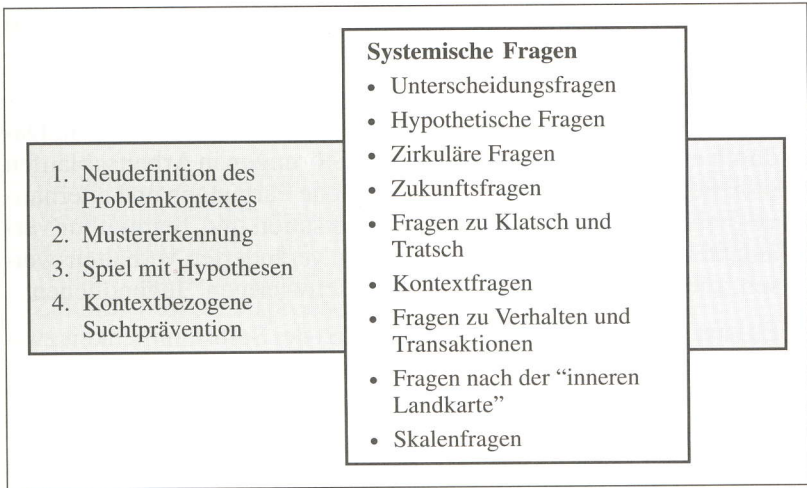 1. Neudefinition des
Problemkontextes
2. Mustererkennung
3. Spiel mit Hypothesen
4. Kontextbezogene
Suchtprävention
Systemische Fragen
• Unterscheidungsfragen
• Hypothetische Fragen
• Zirkuläre Fragen
• Zukunftsfragen
• Fragen zu Klatsch und
Tratsch
• Kontextfragen
• Fragen zu Verhalten und
Transaktionen
• Fragen nach der “inneren
Landkarte”
• Skalenfragen